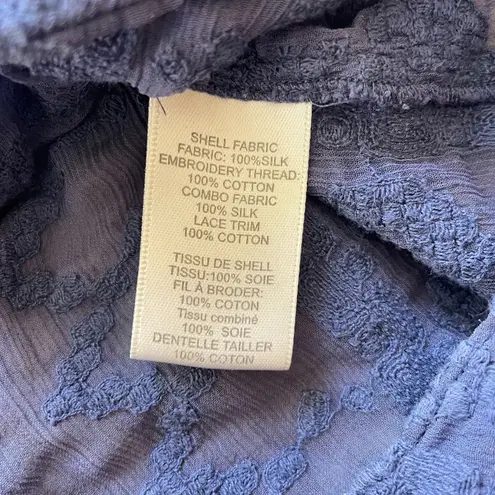 SHELL FABRIC
FABRIC: 100%SILK
EMBROIDERY THREAD:
100% COTTON
COMBO FABRIC
100% SILK
LACE TRIM
100% COTTON
TISSU DE SHELL
TISSU:100% SOIE
FIL À BRODER:
100% COTON
Tissu combiné
100% SOIE
DENTELLE TAILLER
100% COTON